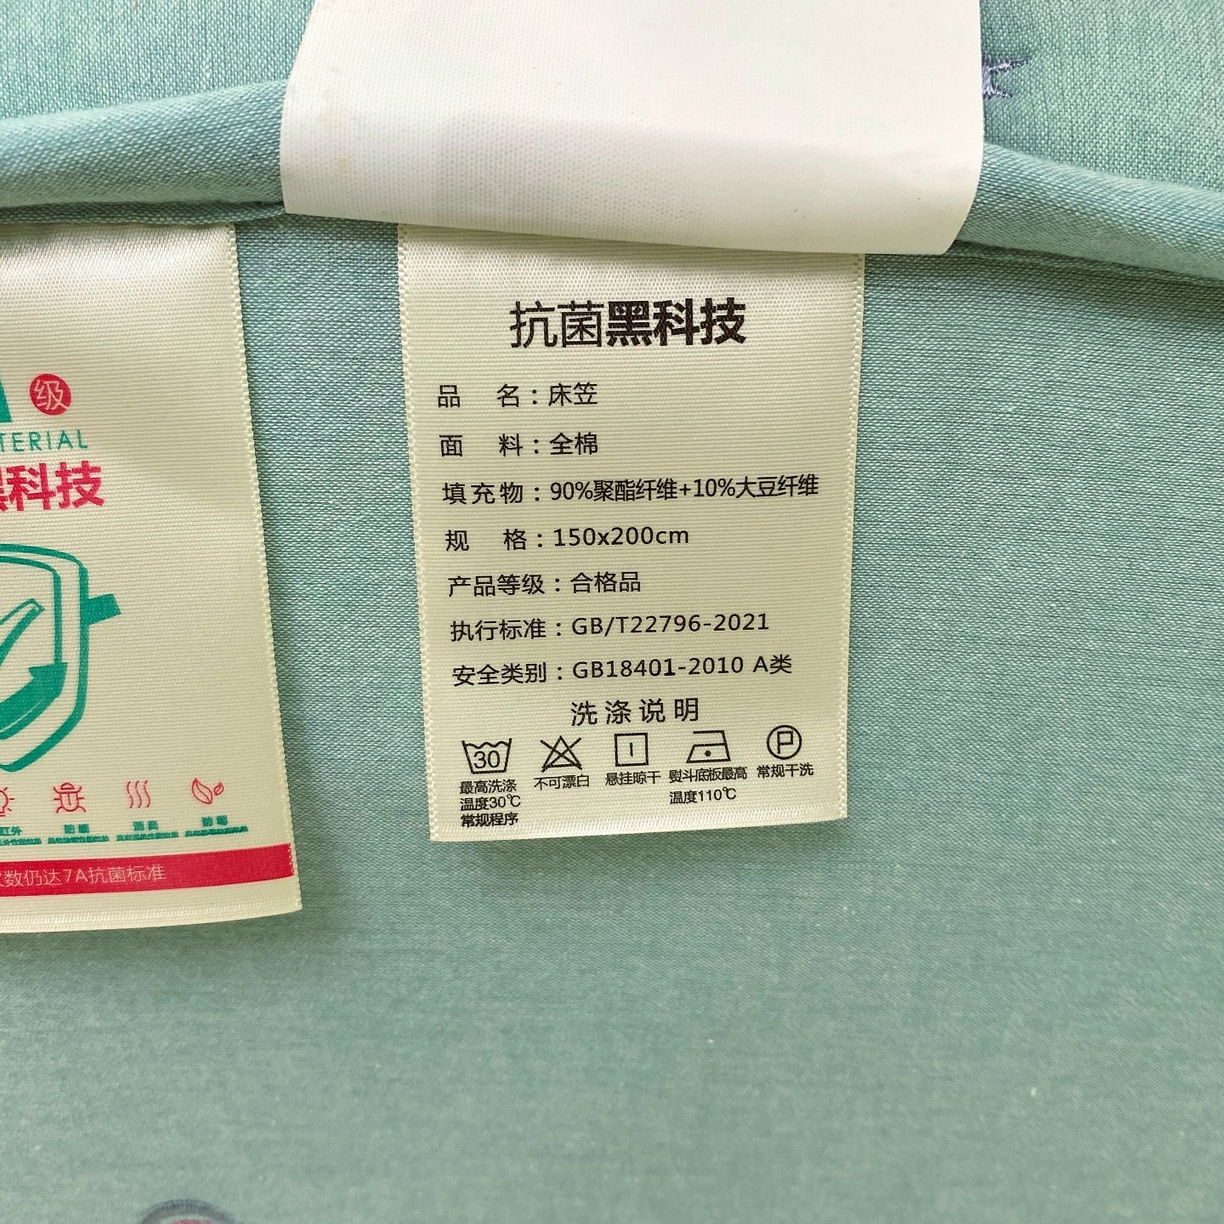 抗菌黑科技
品 名：床笠
面 料：全棉
填充物：90%聚酯纤维+10%大豆纤维
规 格：150x200cm
产品等级：合格品
执行标准：GB/T22796-2021
安全类别：GB18401-2010 A类
洗涤说明
30
P
最高洗涤
温度30℃
常规程序
不可漂白
悬挂晾干
熨斗底板最高
温度110℃
常规干洗
级
TERIAL
黑科技
数仍达7A抗菌标准